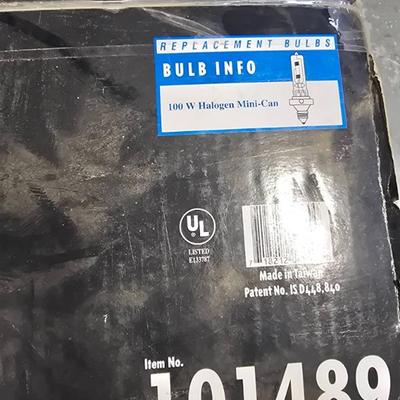 REPLACEMENT BULBS
BULB INFO
100 W Halogen Mini-Can
UL
LISTED
E133787
Made in Taiwan
Patent No. IS D448,840
Item No.
101489